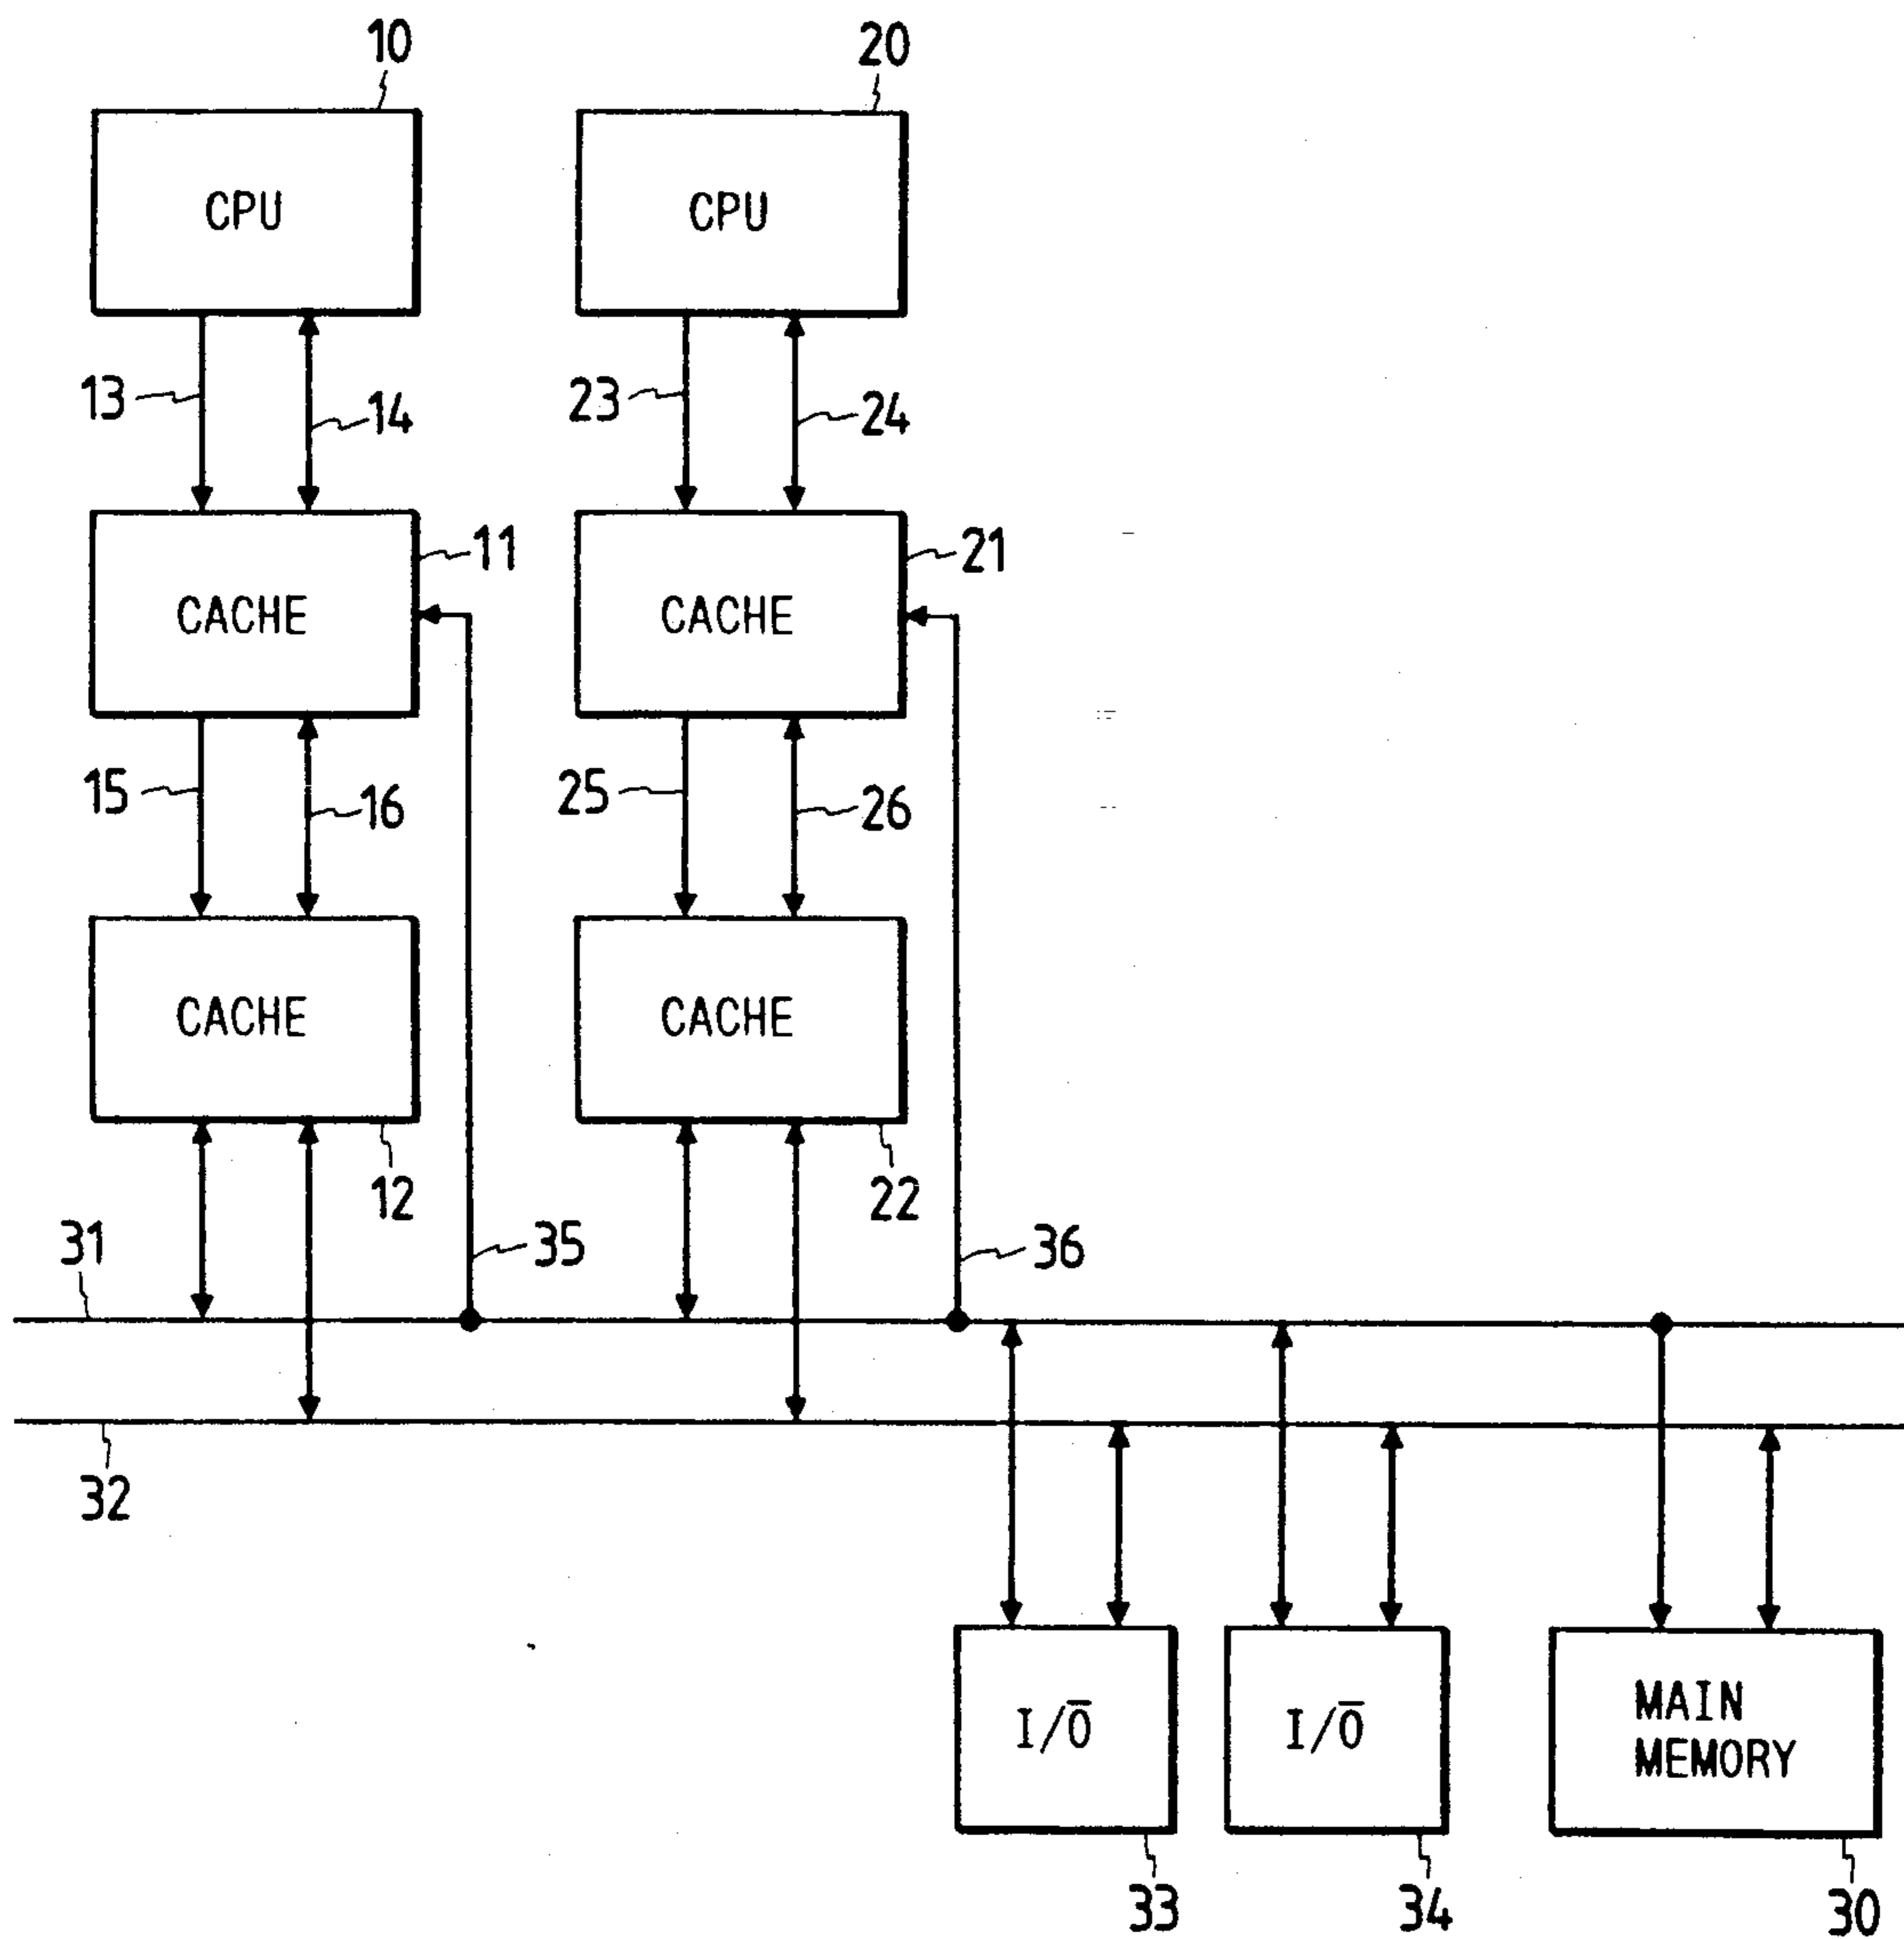 10
20
CPU
CPU
13
14
23
24
11
21
CACHE
CACHE
15
16
25
26
CACHE
CACHE
12
22
31
35
36
32
I/O̅
I/O̅
MAIN
MEMORY
33
34
30